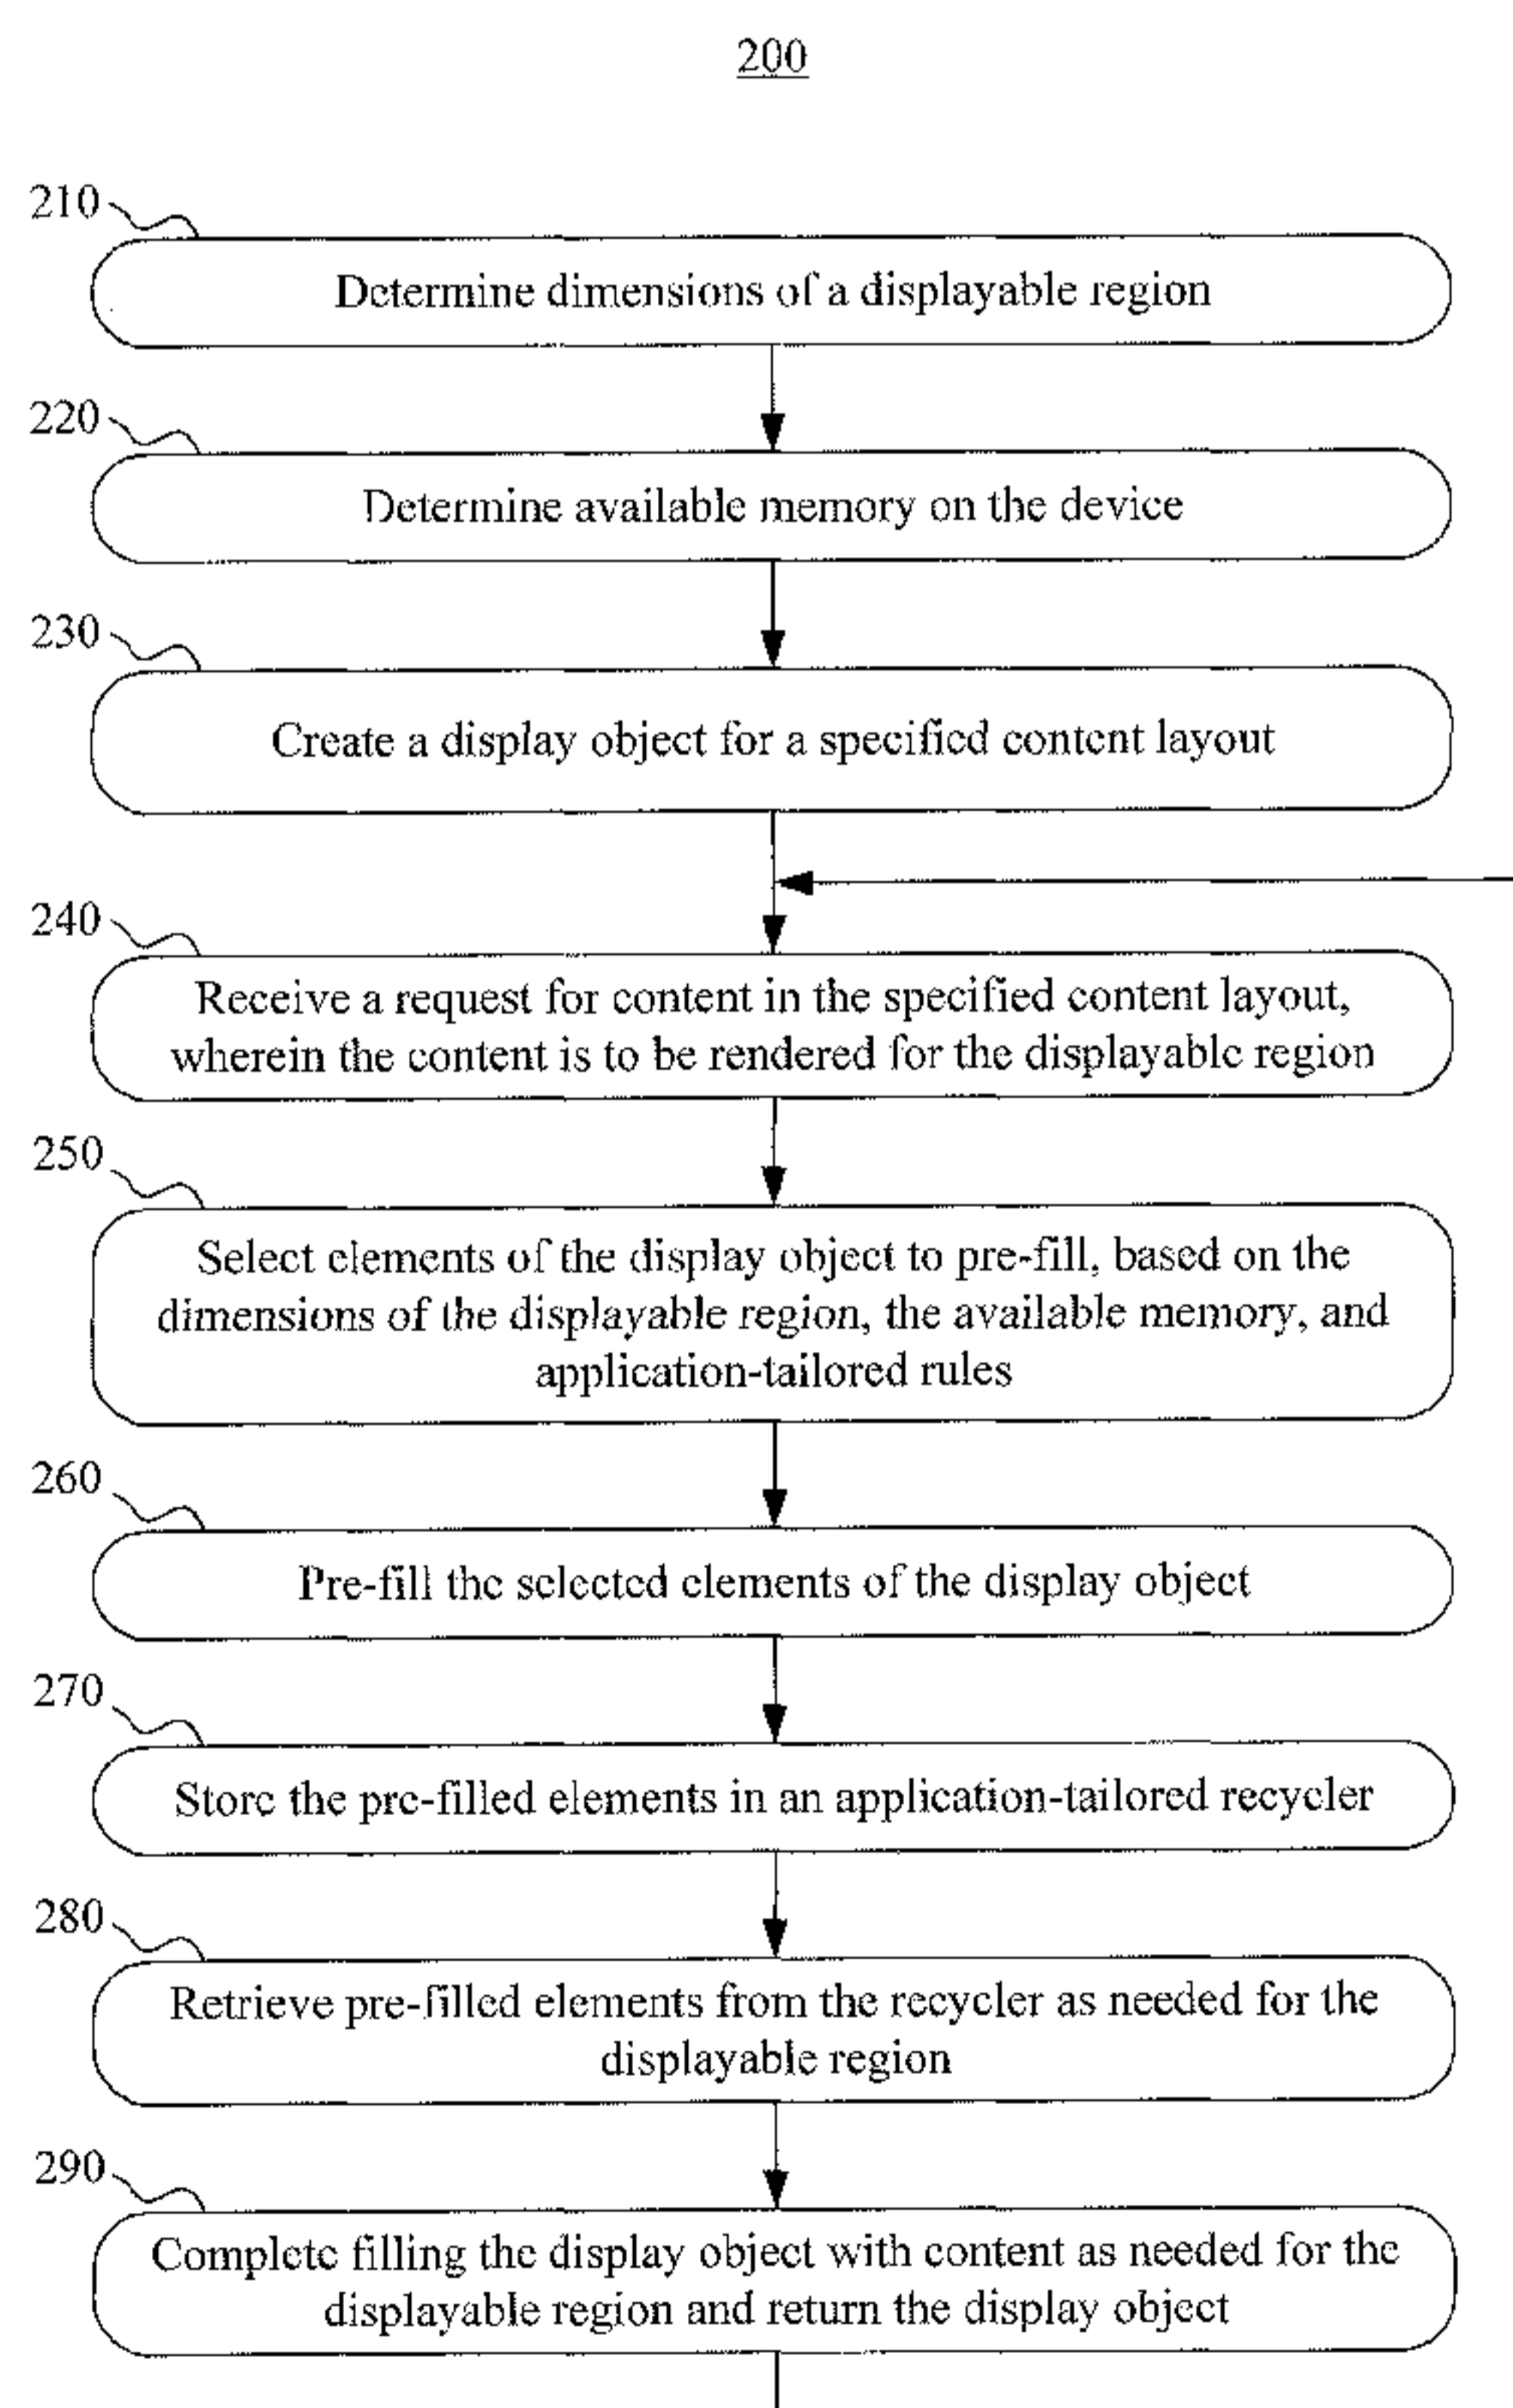 200
210
Determine dimensions of a displayable region
220
Determine available memory on the device
230
Create a display object for a specified content layout
240
Receive a request for content in the specified content layout,
wherein the content is to be rendered for the displayable region
250
Select elements of the display object to pre-fill, based on the
dimensions of the displayable region, the available memory, and
application-tailored rules
260
Pre-fill the selected elements of the display object
270
Store the pre-filled elements in an application-tailored recycler
280
Retrieve pre-filled elements from the recycler as needed for the
displayable region
290
Complete filling the display object with content as needed for the
displayable region and return the display object